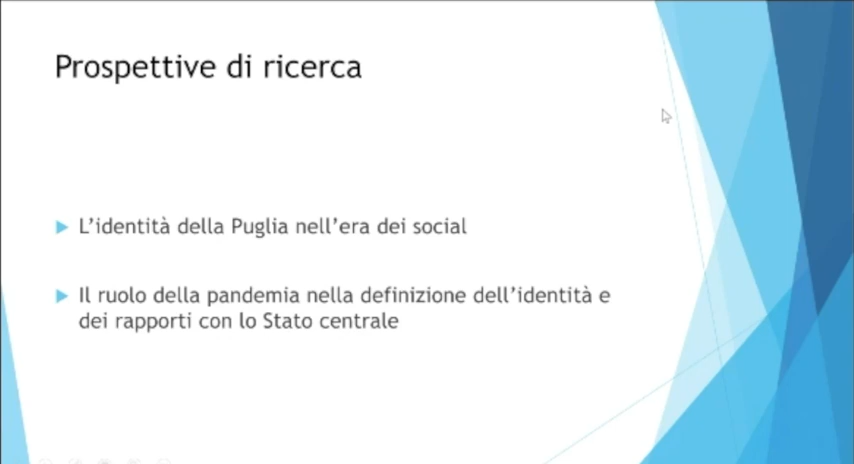 Prospettive di ricerca
L’identità della Puglia nell’era dei social
Il ruolo della pandemia nella definizione dell’identità e
dei rapporti con lo Stato centrale